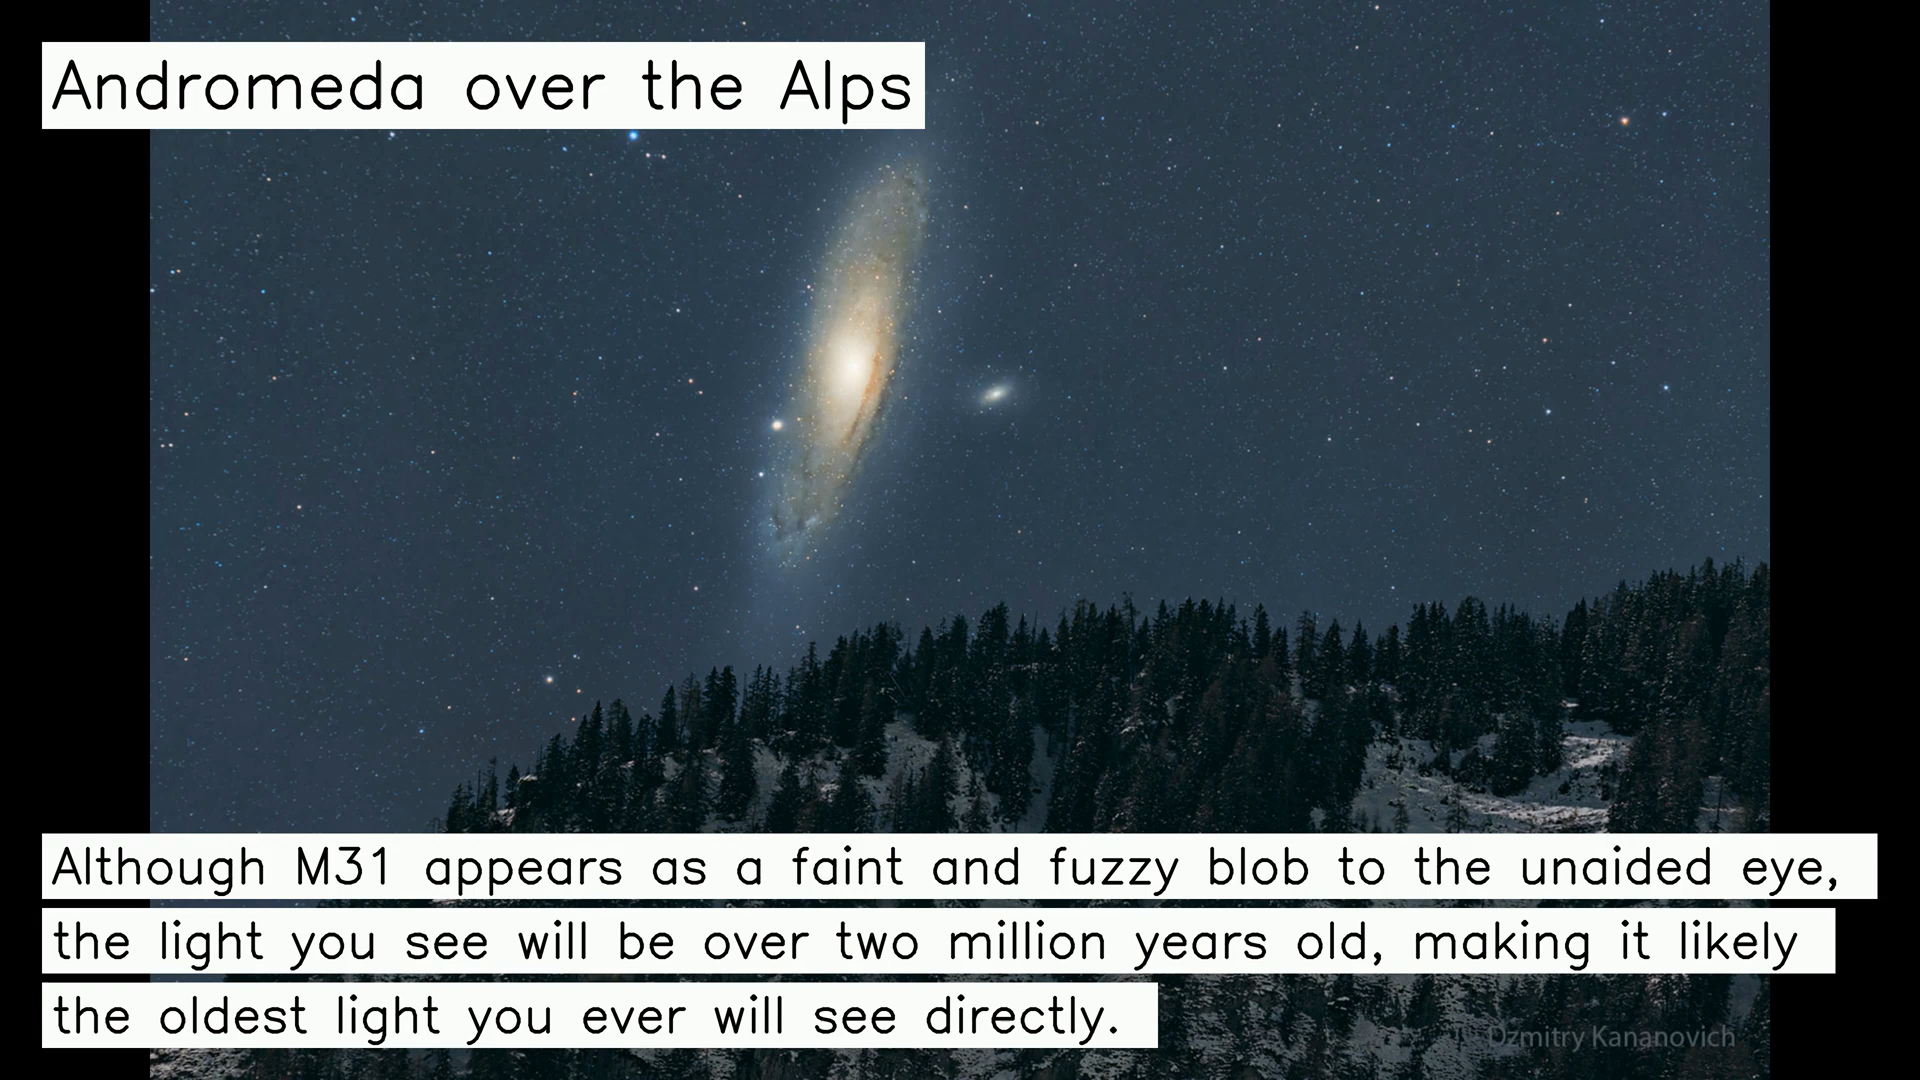 Andromeda over the Alps
Although M31 appears as a faint and fuzzy blob to the unaided eye,
the light you see will be over two million years old, making it likely
the oldest light you ever will see directly.
Dzmitry Kananovich